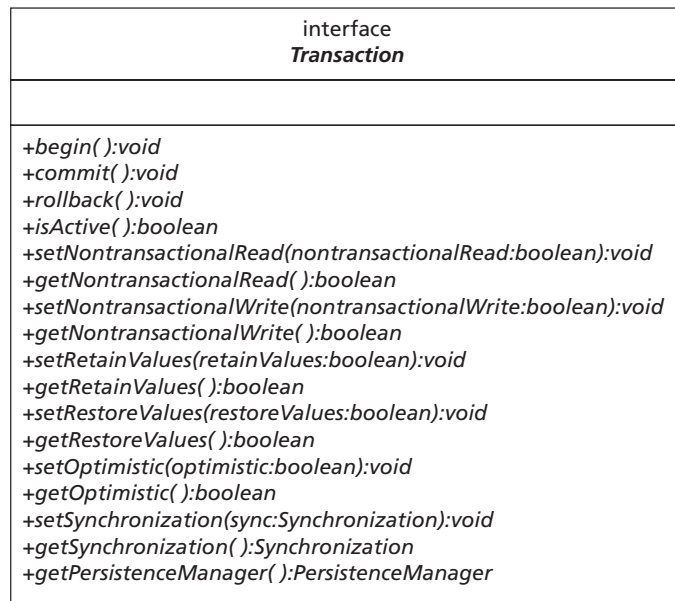 interface
Transaction
+begin( ):void
+commit( ):void
+rollback( ):void
+isActive( ):boolean
+setNontransactionalRead(nontransactionalRead:boolean):void
+getNontransactionalRead( ):boolean
+setNontransactionalWrite(nontransactionalWrite:boolean):void
+getNontransactionalWrite( ):boolean
+setRetainValues(retainValues:boolean):void
+getRetainValues( ):boolean
+setRestoreValues(restoreValues:boolean):void
+getRestoreValues( ):boolean
+setOptimistic(optimistic:boolean):void
+getOptimistic( ):boolean
+setSynchronization(sync:Synchronization):void
+getSynchronization( ):Synchronization
+getPersistenceManager( ):PersistenceManager